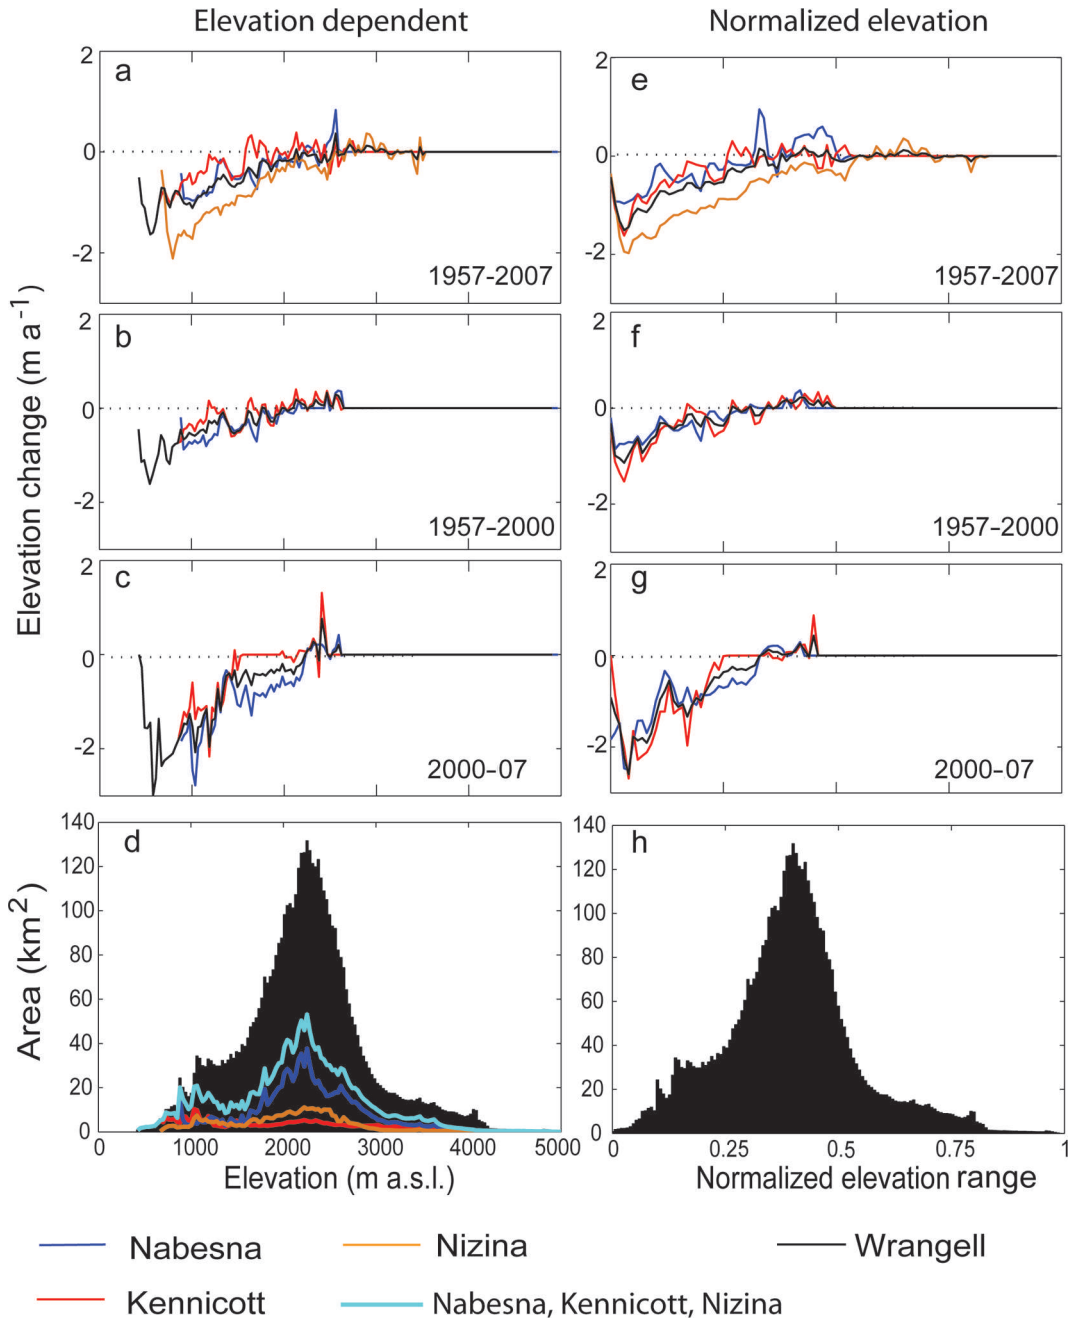 Elevation dependent
Normalized elevation
Elevation change (m a⁻¹)
2
a
0
-2
1957-2007
2
e
0
-2
1957-2007
2
b
0
-2
1957-2000
2
f
0
-2
1957-2000
2
c
0
-2
2000-07
2
g
0
-2
2000-07
Area (km²)
140
120
100
80
60
40
20
0
d
0 1000 2000 3000 4000 5000
Elevation (m a.s.l.)
140
120
100
80
60
40
20
0
h
0 0.25 0.5 0.75 1
Normalized elevation range
Nabesna
Nizina
Wrangell
Kennicott
Nabesna, Kennicott, Nizina